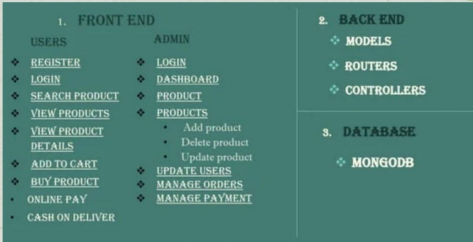 1. FRONT END
USERS
REGISTER
LOGIN
SEARCH PRODUCT
VIEW PRODUCTS
VIEW PRODUCT
DETAILS
ADD TO CART
BUY PRODUCT
ONLINE PAY
CASH ON DELIVER
ADMIN
LOGIN
DASHBOARD
PRODUCT
PRODUCTS
Add product
Delete product
Update product
UPDATE USERS
MANAGE ORDERS
MANAGE PAYMENT
2. BACK END
MODELS
ROUTERS
CONTROLLERS
3. DATABASE
MONGODB